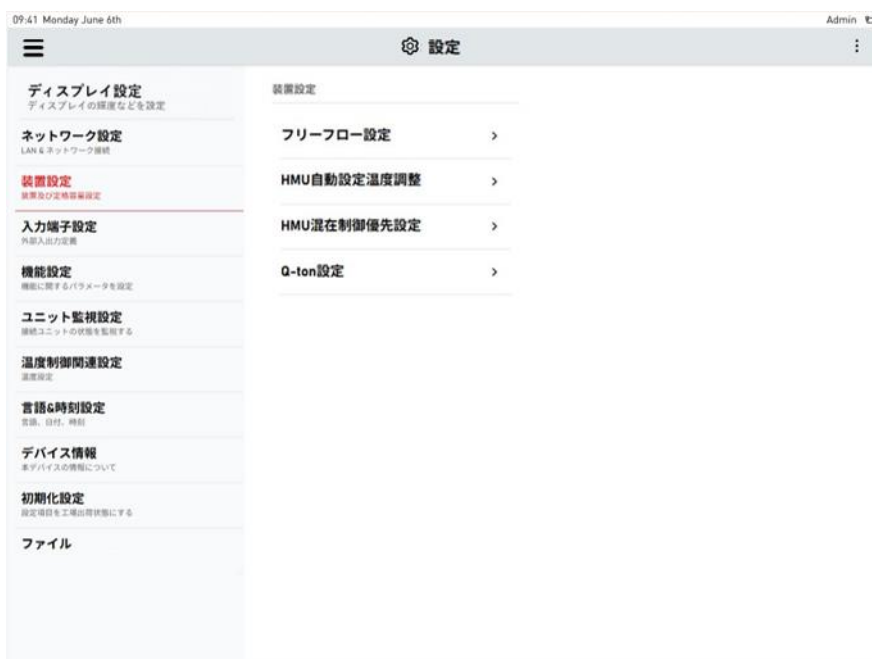 09:41 Monday June 6th
Admin
設定
ディスプレイ設定
ディスプレイの輝度などを設定
ネットワーク設定
LAN & ネットワーク接続
装置設定
装置及び定格容量設定
入力端子設定
外部入出力定義
機能設定
機能に関するパラメータを設定
ユニット監視設定
接続ユニットの状態を監視する
温度制御関連設定
温度設定
言語&時刻設定
言語、日付、時刻
デバイス情報
本デバイスの情報について
初期化設定
設定項目を工場出荷状態にする
ファイル
装置設定
フリーフロー設定
HMU自動設定温度調整
HMU混在制御優先設定
Q-ton設定